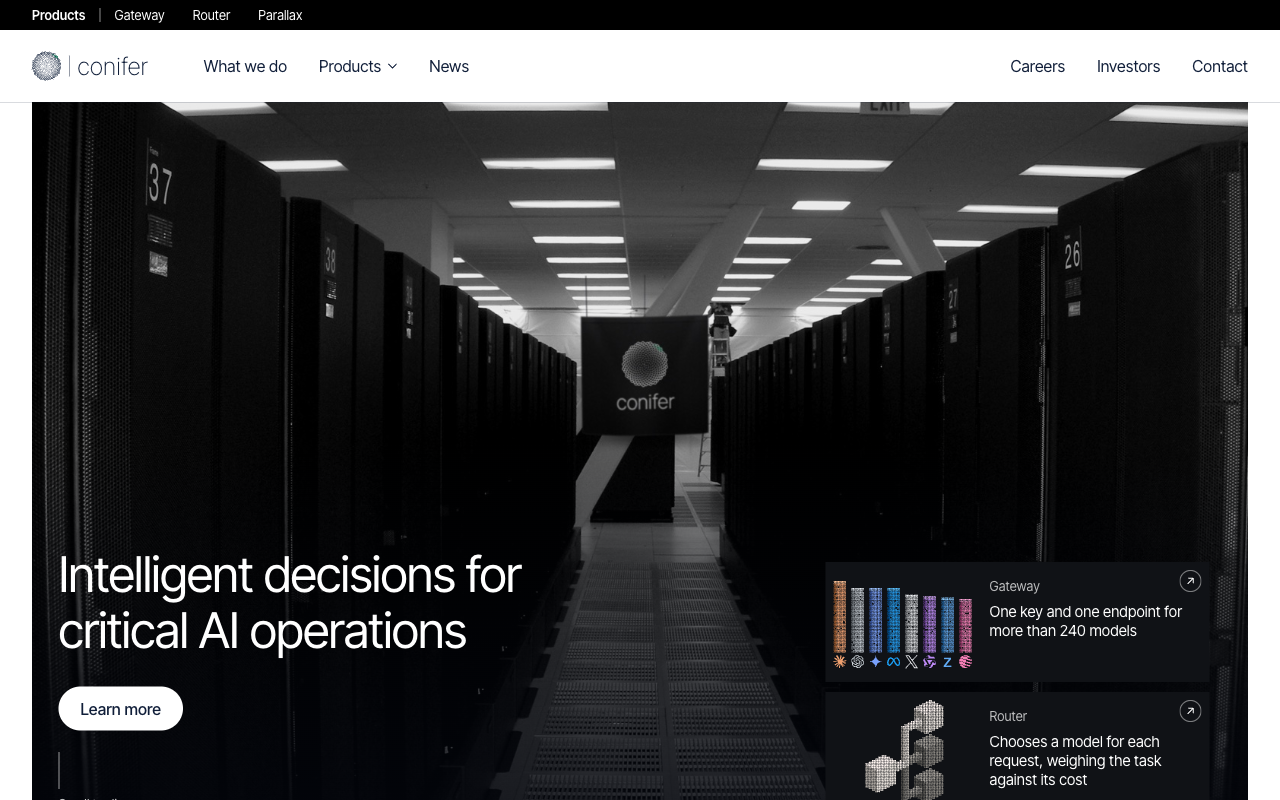 Products
Gateway
Router
Parallax
conifer
What we do
Products
News
Careers
Investors
Contact
EXIT
37
38
26
27
conifer
Intelligent decisions for
critical AI operations
Learn more
Gateway
One key and one endpoint for
more than 240 models
Router
Chooses a model for each
request, weighing the task
against its cost